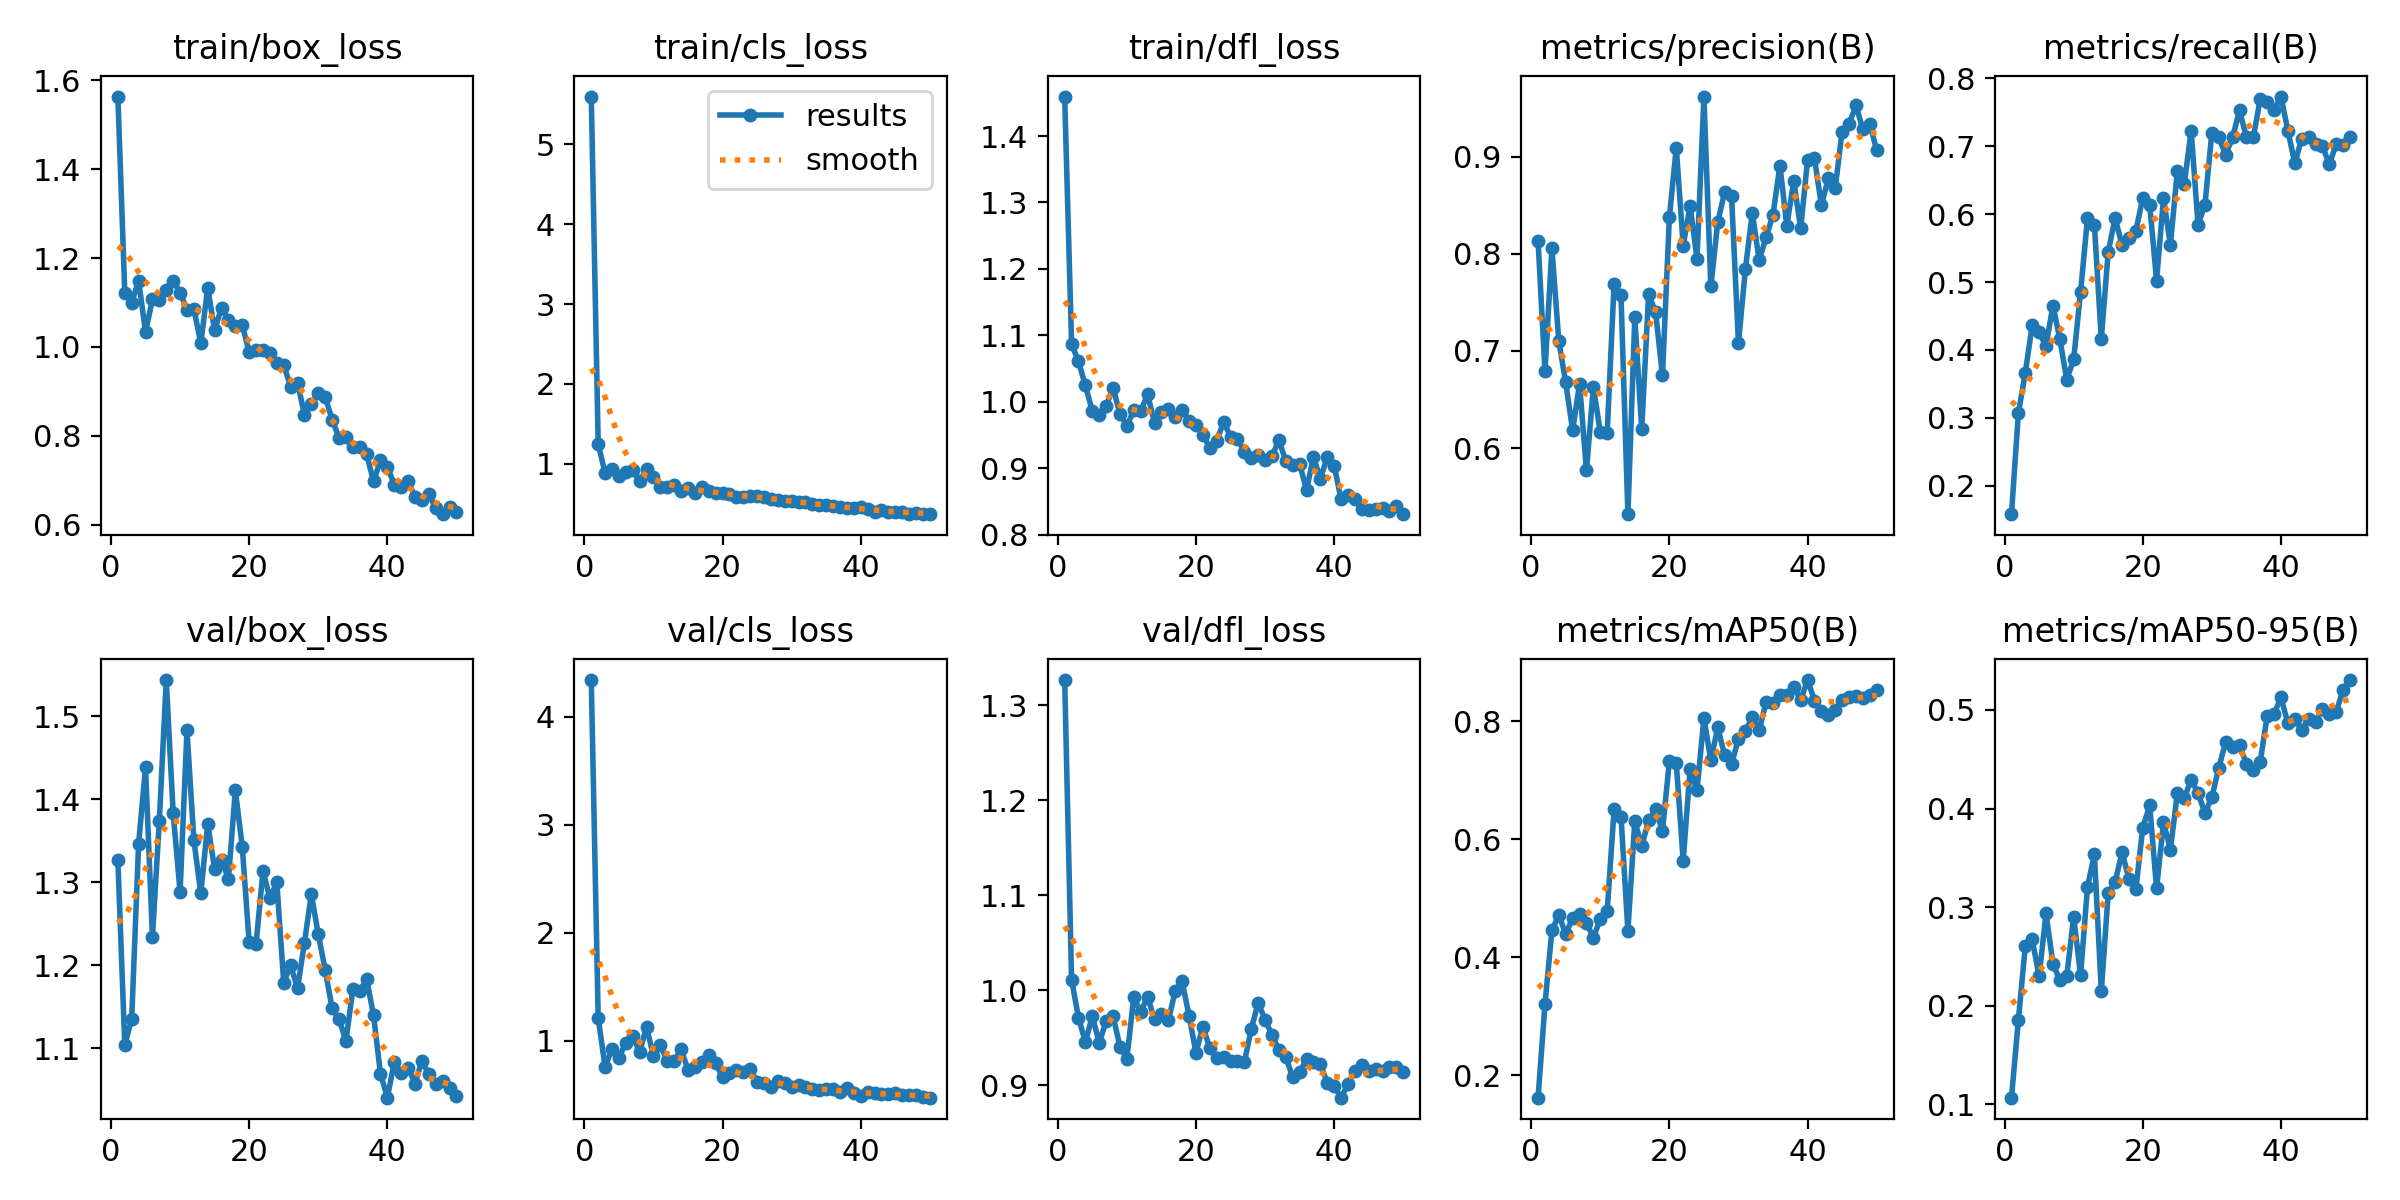 train/box_loss
1.6
1.4
1.2
1.0
0.8
0.6
0 20 40
train/cls_loss
results
smooth
5
4
3
2
1
0 20 40
train/dfl_loss
1.4
1.3
1.2
1.1
1.0
0.9
0.8
0 20 40
metrics/precision(B)
0.9
0.8
0.7
0.6
0 20 40
metrics/recall(B)
0.8
0.7
0.6
0.5
0.4
0.3
0.2
0 20 40
val/box_loss
1.5
1.4
1.3
1.2
1.1
0 20 40
val/cls_loss
4
3
2
1
0 20 40
val/dfl_loss
1.3
1.2
1.1
1.0
0.9
0 20 40
metrics/mAP50(B)
0.8
0.6
0.4
0.2
0 20 40
metrics/mAP50-95(B)
0.5
0.4
0.3
0.2
0.1
0 20 40